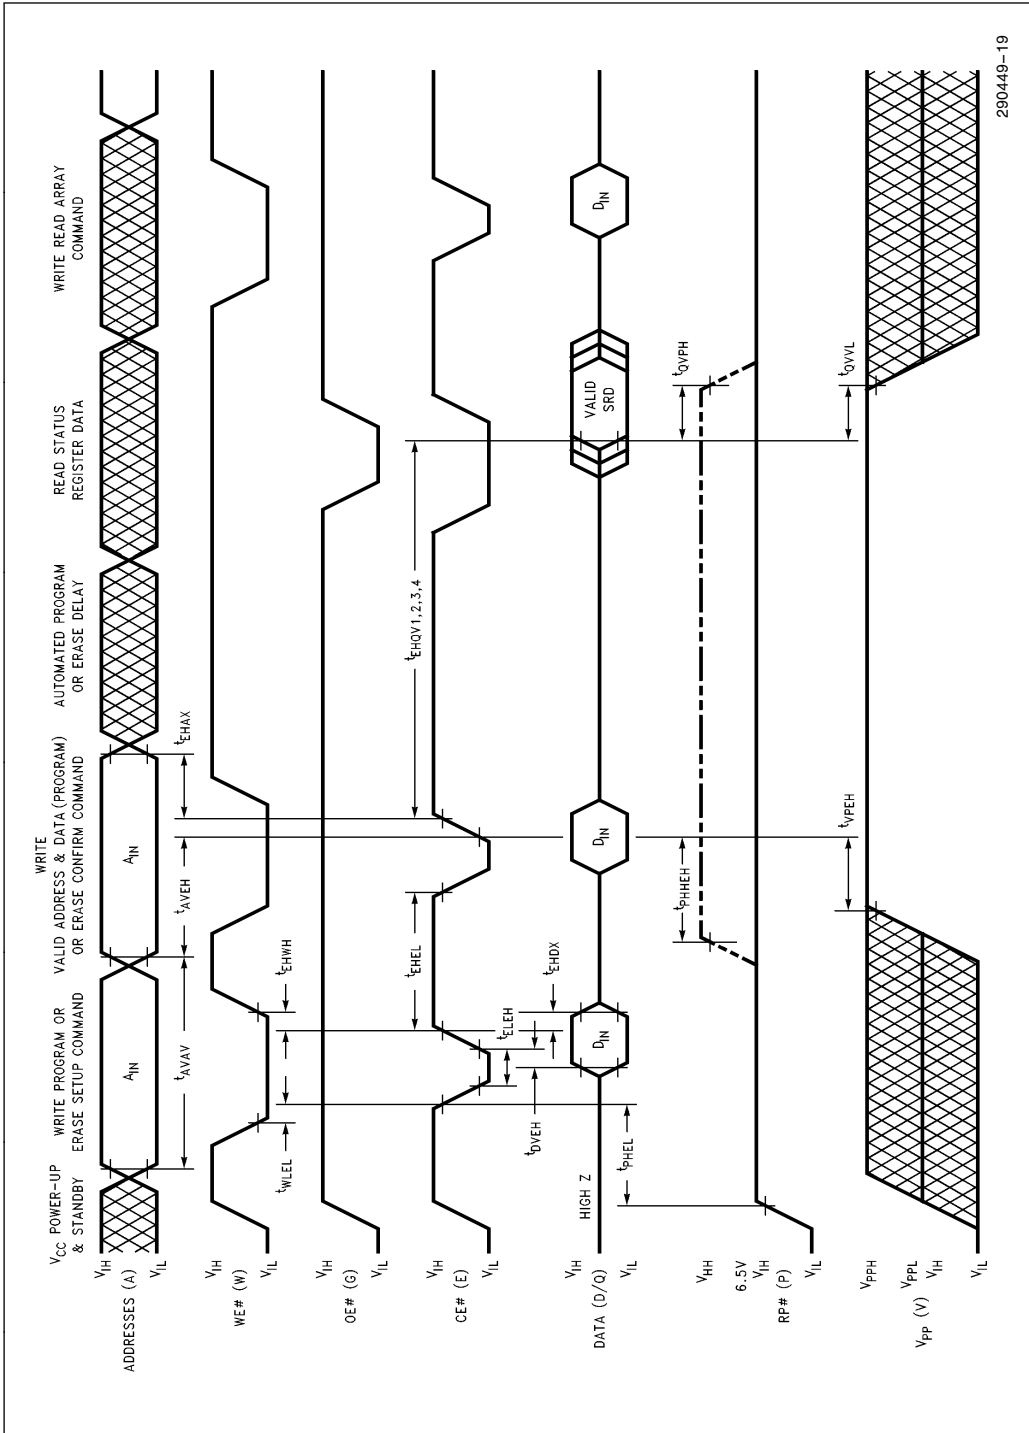 V_CC POWER-UP
& STANDBY
WRITE PROGRAM OR
ERASE SETUP COMMAND
WRITE
VALID ADDRESS & DATA (PROGRAM)
OR ERASE CONFIRM COMMAND
AUTOMATED PROGRAM
OR ERASE DELAY
READ STATUS
REGISTER DATA
WRITE READ ARRAY
COMMAND
ADDRESSES (A)
V_IH
V_IL
A_IN
A_IN
t_AVAV
t_AVEH
t_EHAX
WE# (W)
V_IH
V_IL
t_WLEL
t_EHWH
OE# (G)
V_IH
V_IL
t_EHEL
t_EHQV1,2,3,4
CE# (E)
V_IH
V_IL
t_DVEH
t_ELEH
t_EHDX
DATA (D/Q)
V_IH
V_IL
HIGH Z
D_IN
D_IN
VALID
SRD
D_IN
t_PHEL
t_PHHEH
t_QVPH
V_HH
6.5V
V_IH
RP# (P)
V_IL
t_VPEH
t_QVVL
V_PPH
V_PPL
V_PP (V)
V_IH
V_IL
290449-19